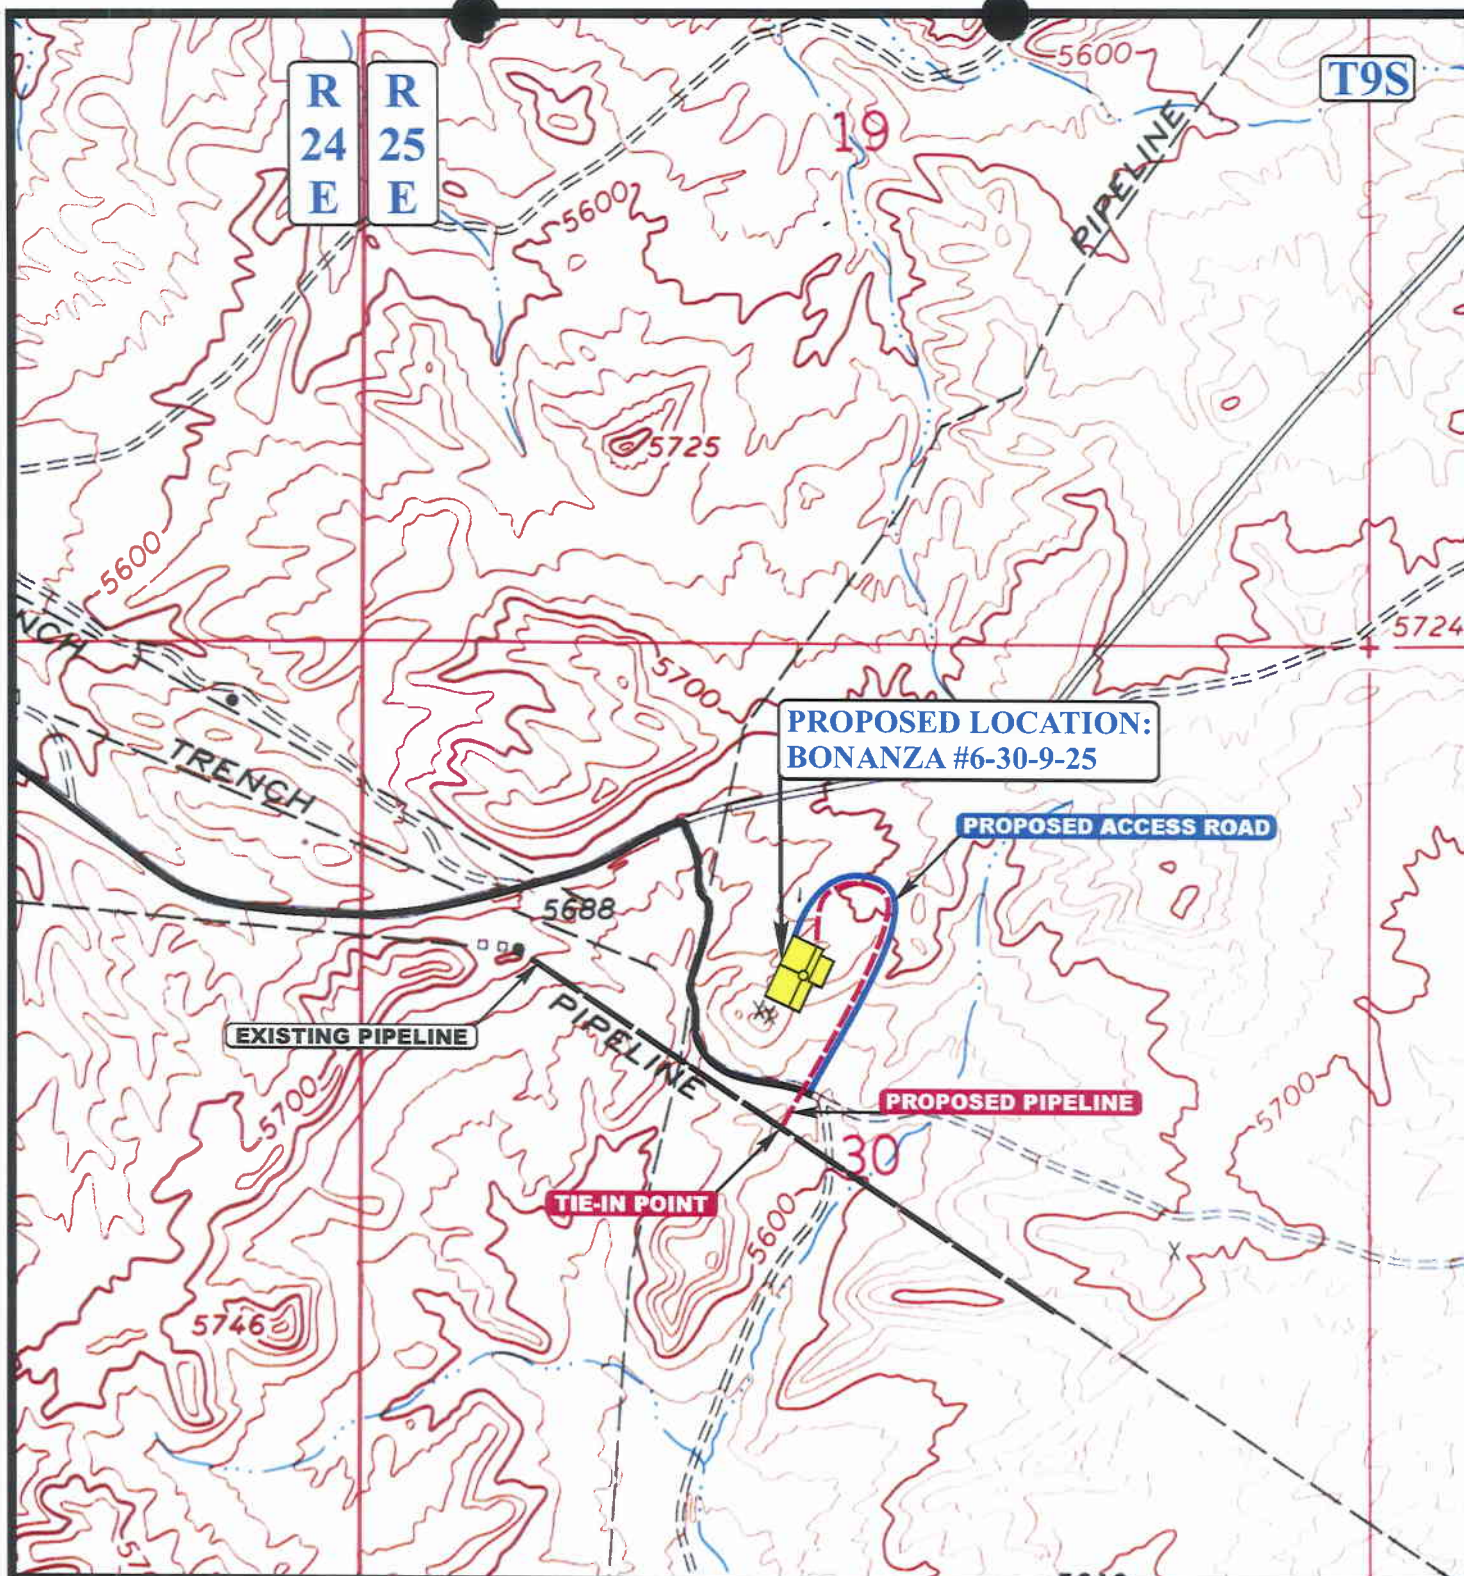 5600
R
24
E
R
25
E
T9S
19
PIPELINE
5600
5725
5600
5724
5700
PROPOSED LOCATION:
BONANZA #6-30-9-25
TRENCH
PROPOSED ACCESS ROAD
5688
EXISTING PIPELINE
PIPELINE
5700
PROPOSED PIPELINE
5700
30
TIE-IN POINT
5600
5746